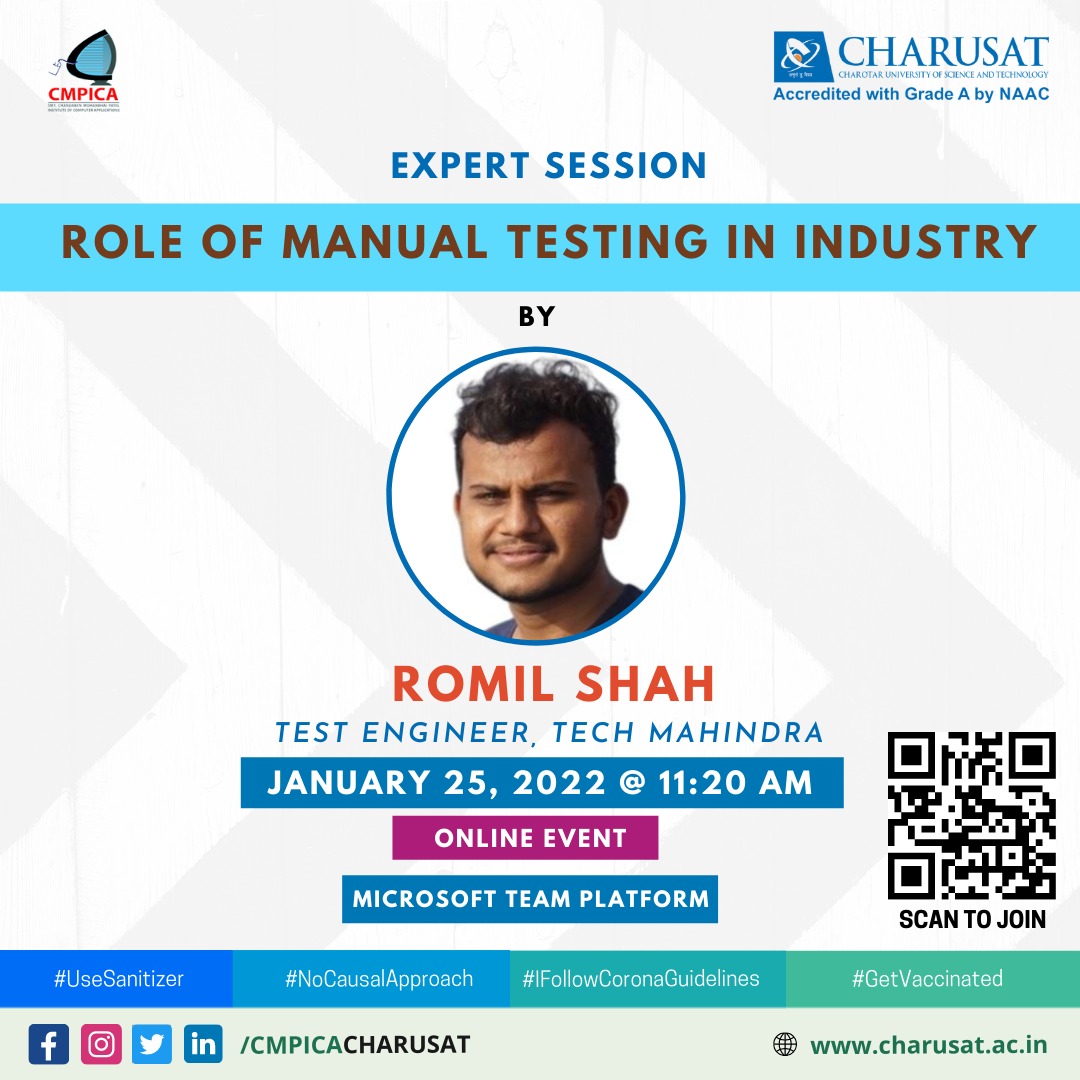 CMPICA
SMT. CHANDABEN MOHANBHAI PATEL
INSTITUTE OF COMPUTER APPLICATIONS
CHARUSAT
CHAROTAR UNIVERSITY OF SCIENCE AND TECHNOLOGY
Accredited with Grade A by NAAC
EXPERT SESSION
ROLE OF MANUAL TESTING IN INDUSTRY
BY
ROMIL SHAH
TEST ENGINEER, TECH MAHINDRA
JANUARY 25, 2022 @ 11:20 AM
ONLINE EVENT
MICROSOFT TEAM PLATFORM
SCAN TO JOIN
#UseSanitizer #NoCausalApproach #IFollowCoronaGuidelines #GetVaccinated
/CMPICACHARUSAT www.charusat.ac.in